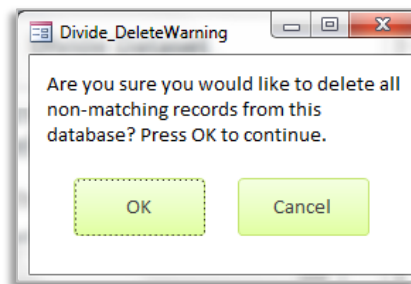 Divide_DeleteWarning
Are you sure you would like to delete all
non-matching records from this
database? Press OK to continue.
OK
Cancel